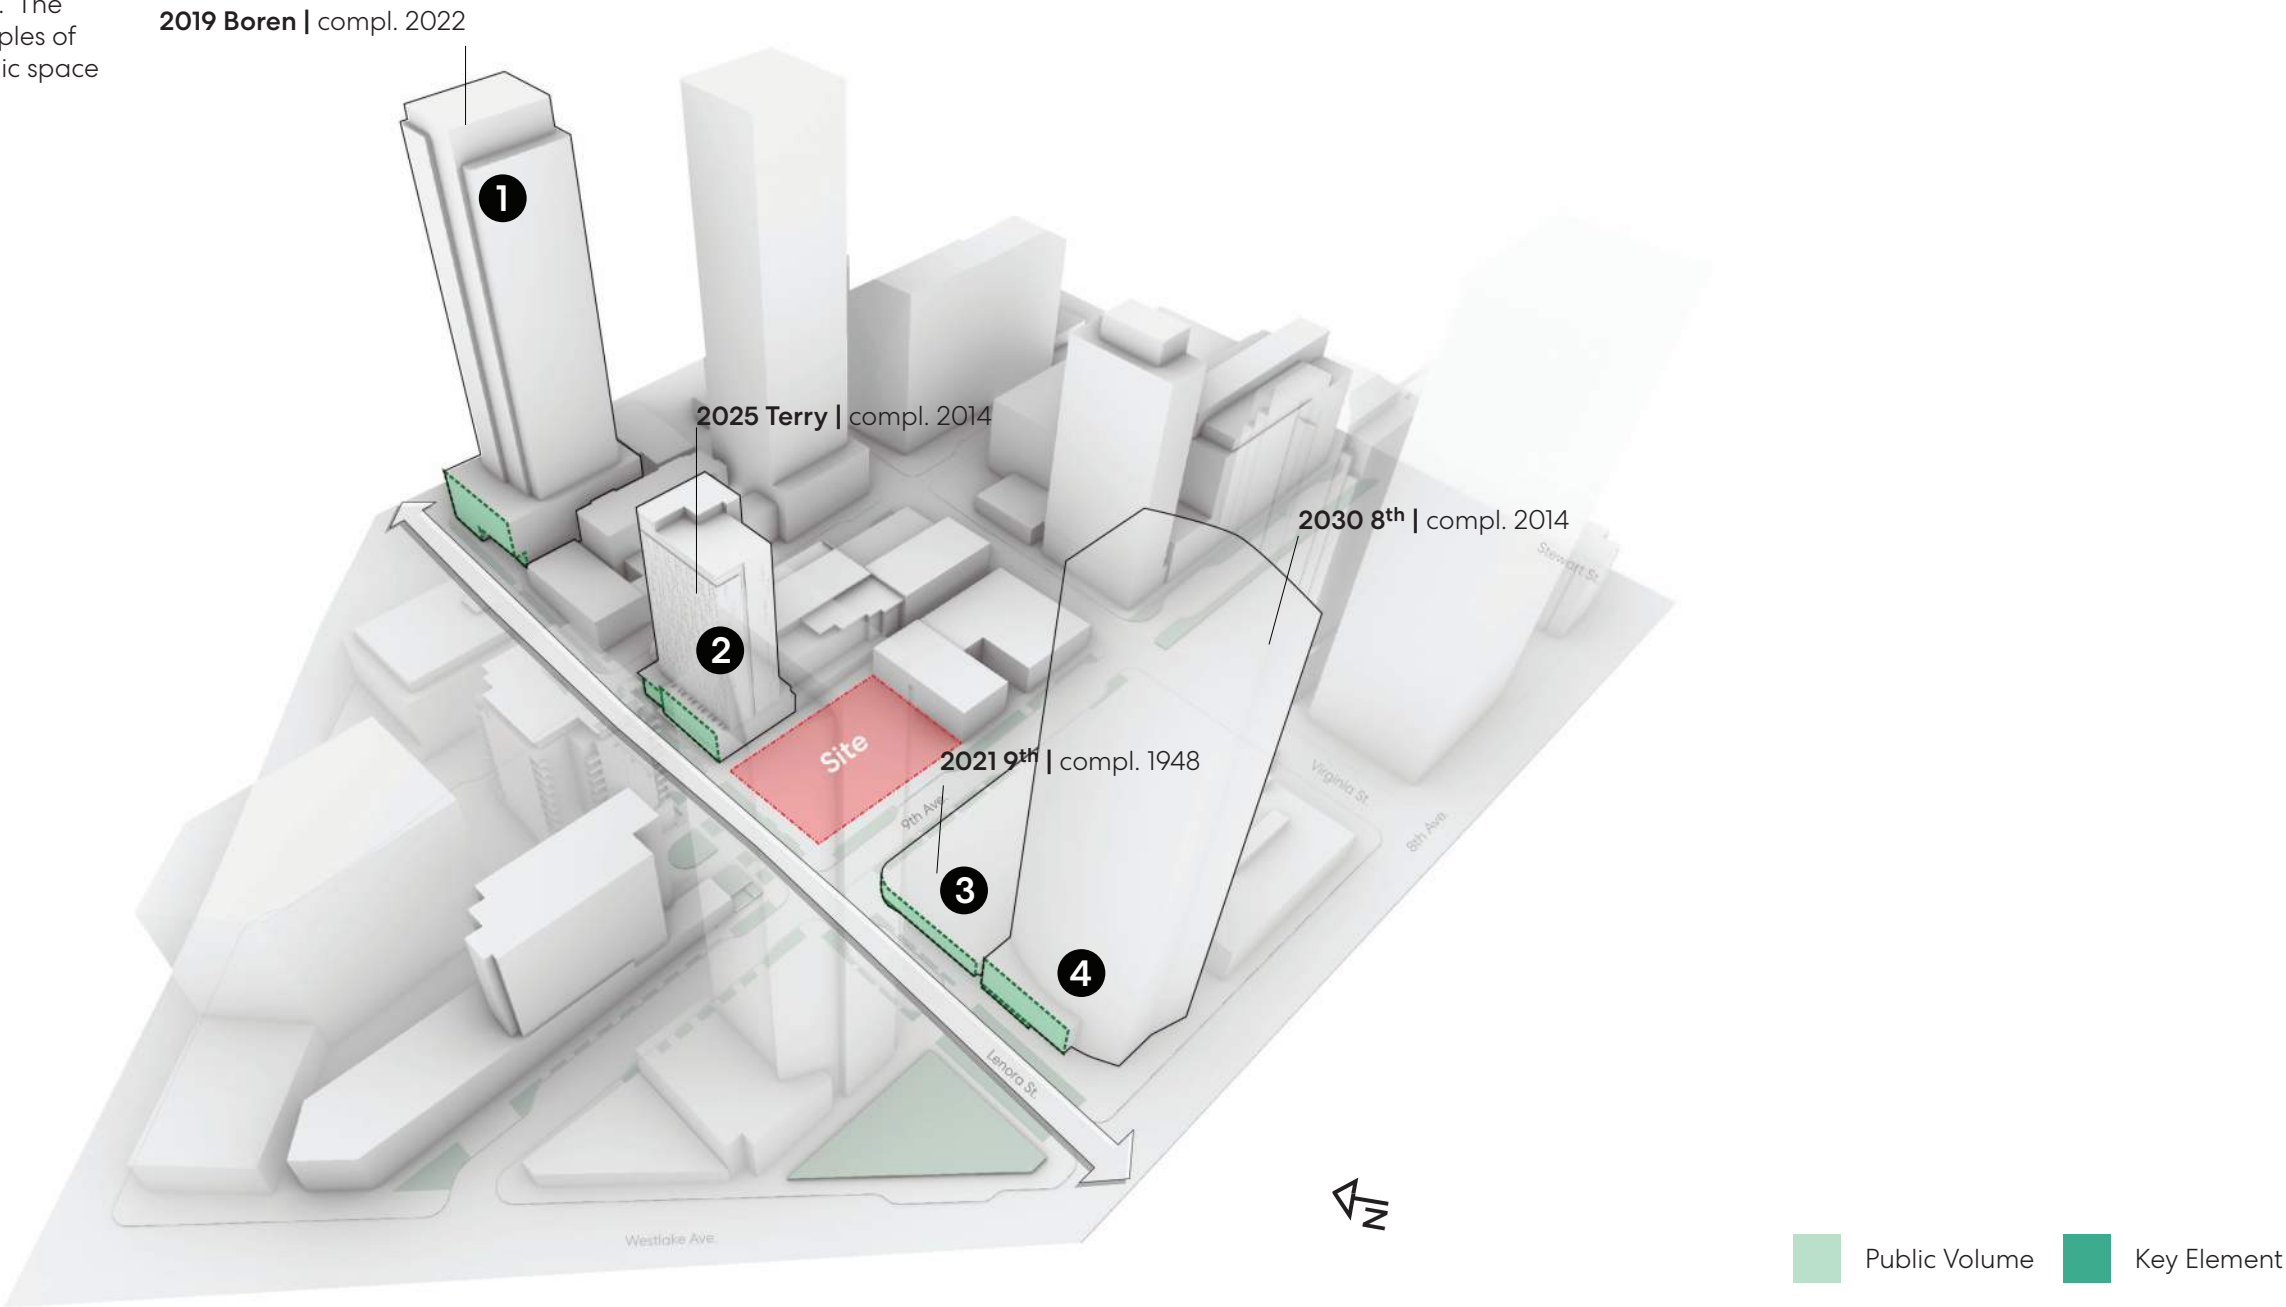 . The
ples of
ic space
2019 Boren | compl. 2022
1
2025 Terry | compl. 2014
2030 8th | compl. 2014
Stewart St.
2
Site
2021 9th | compl. 1948
Virginia St.
9th Ave.
8th Ave.
3
4
Lenora St.
Westlake Ave.
N
Public Volume
Key Element